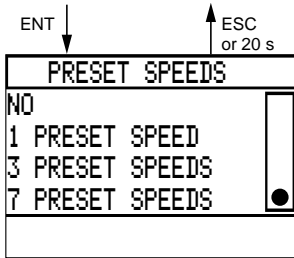 ENT
ESC
or 20 s
PRESET SPEEDS
NO
1 PRESET SPEED
3 PRESET SPEEDS
7 PRESET SPEEDS